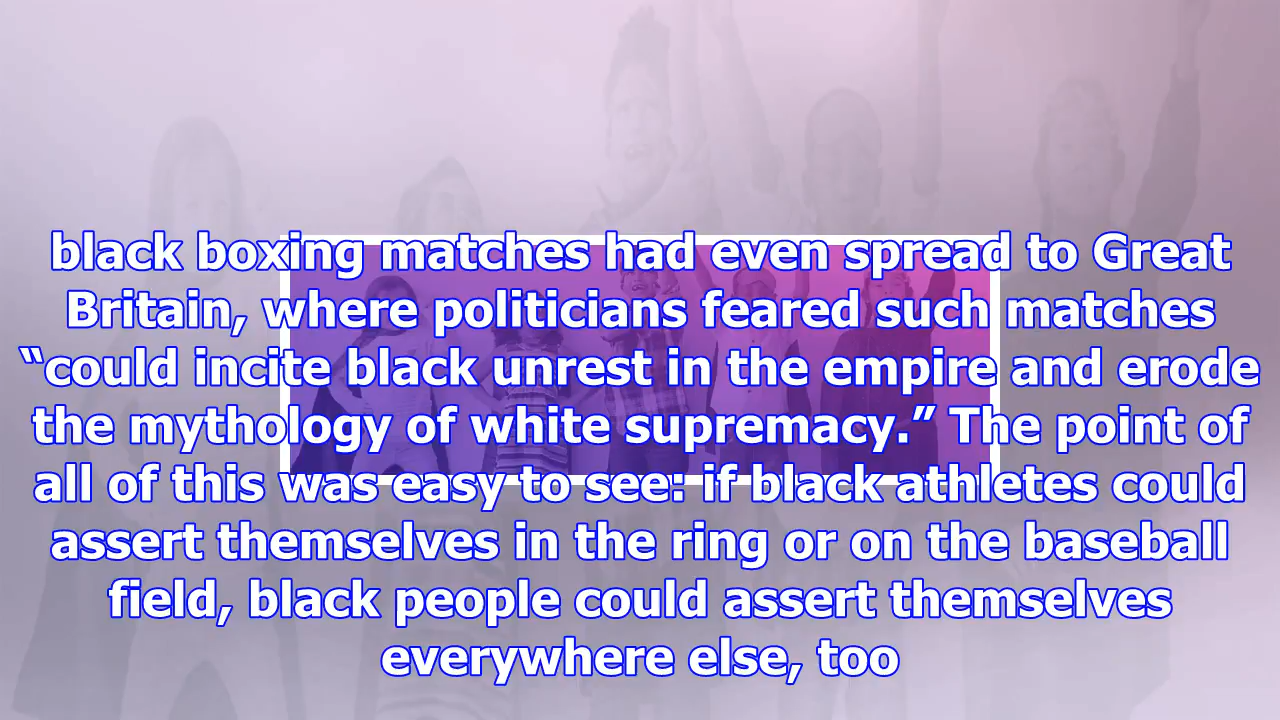 black boxing matches had even spread to Great
Britain, where politicians feared such matches
“could incite black unrest in the empire and erode
the mythology of white supremacy.” The point of
all of this was easy to see: if black athletes could
assert themselves in the ring or on the baseball
field, black people could assert themselves
everywhere else, too